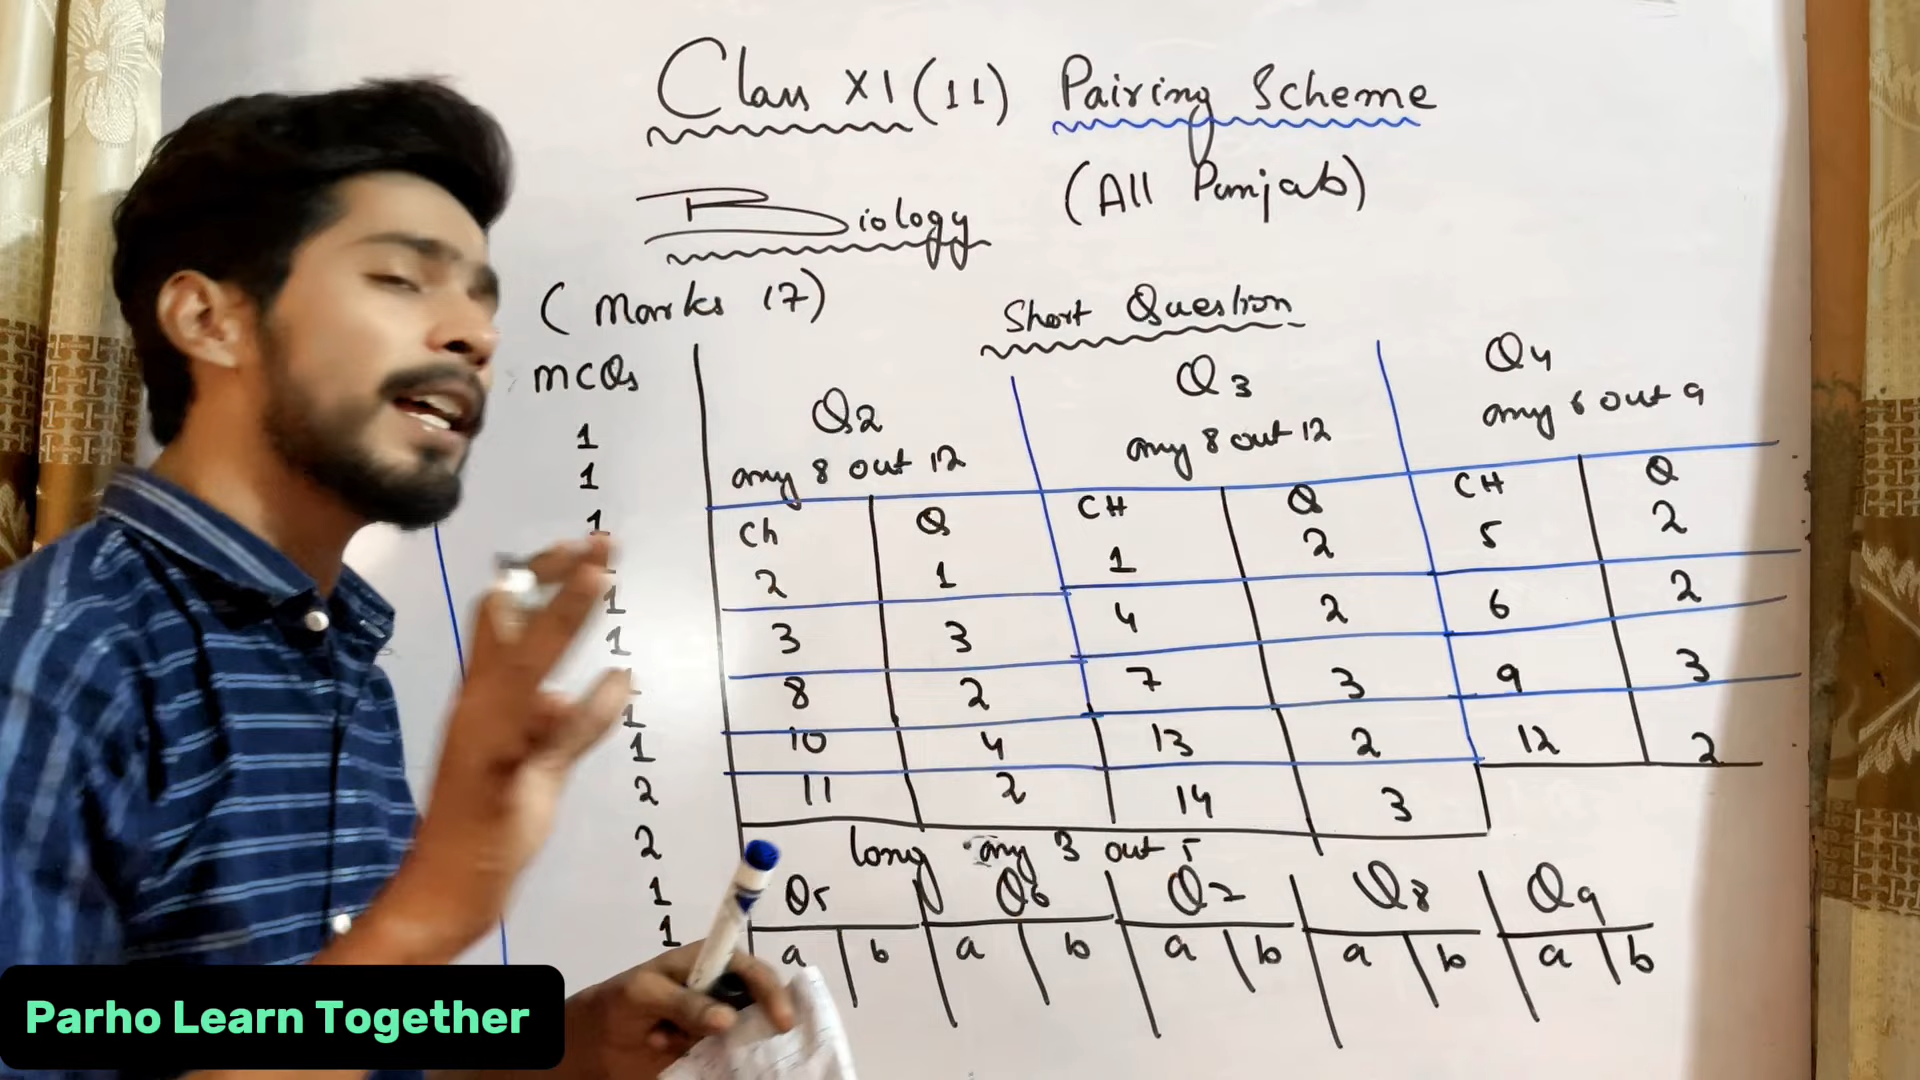 Class XI (11) Pairing Scheme
Biology (All Punjab)
(Marks 17)
Short Question
MCQs
1
1
1
1
1
1
1
2
2
1
1
Q2
any 8 out 12
Ch Q
2 1
3 3
8 2
10 4
11 2
Q3
any 8 out 12
CH Q
1 2
4 2
7 3
13 2
14 3
Q4
any 6 out 9
CH Q
5 2
6 2
9 3
12 2
long any 3 out 5
Q5 Q6 Q7 Q8 Q9
a b a b a b a b a b
Parho Learn Together